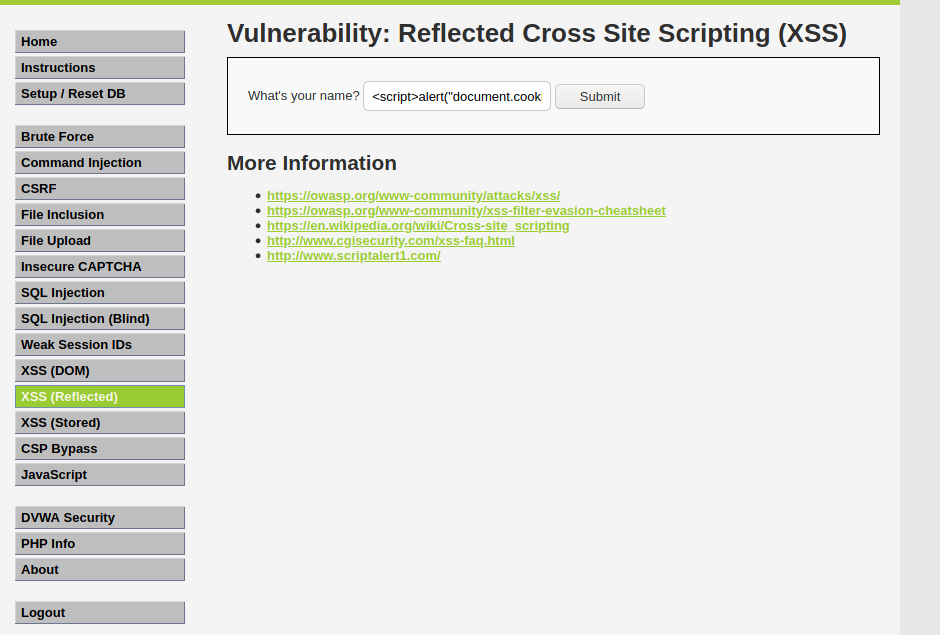 Home
Instructions
Setup / Reset DB
Brute Force
Command Injection
CSRF
File Inclusion
File Upload
Insecure CAPTCHA
SQL Injection
SQL Injection (Blind)
Weak Session IDs
XSS (DOM)
XSS (Reflected)
XSS (Stored)
CSP Bypass
JavaScript
DVWA Security
PHP Info
About
Logout
Vulnerability: Reflected Cross Site Scripting (XSS)
What's your name? <script>alert("document.cook Submit
More Information
https://owasp.org/www-community/attacks/xss/
https://owasp.org/www-community/xss-filter-evasion-cheatsheet
https://en.wikipedia.org/wiki/Cross-site_scripting
http://www.cgisecurity.com/xss-faq.html
http://www.scriptalert1.com/